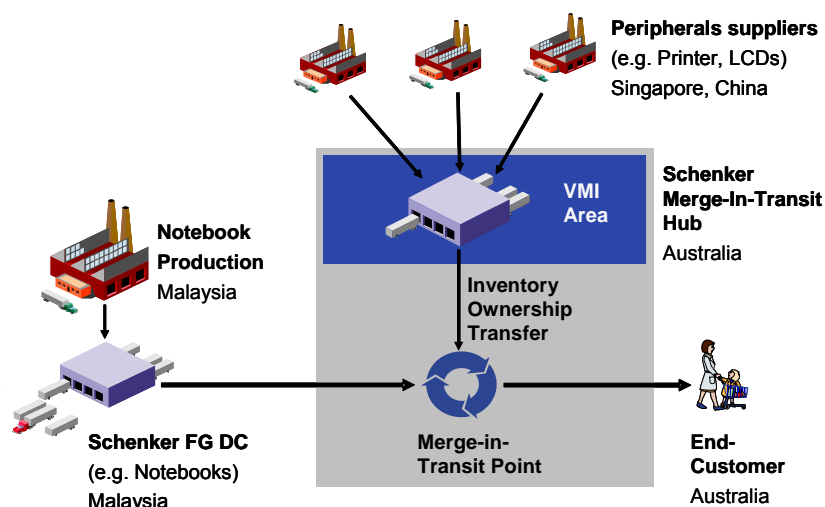 Peripherals suppliers
(e.g. Printer, LCDs)
Singapore, China
VMI
Area
Schenker
Merge-In-Transit
Hub
Australia
Notebook
Production
Malaysia
Inventory
Ownership
Transfer
Schenker FG DC
(e.g. Notebooks)
Malaysia
Merge-in-
Transit Point
End-
Customer
Australia